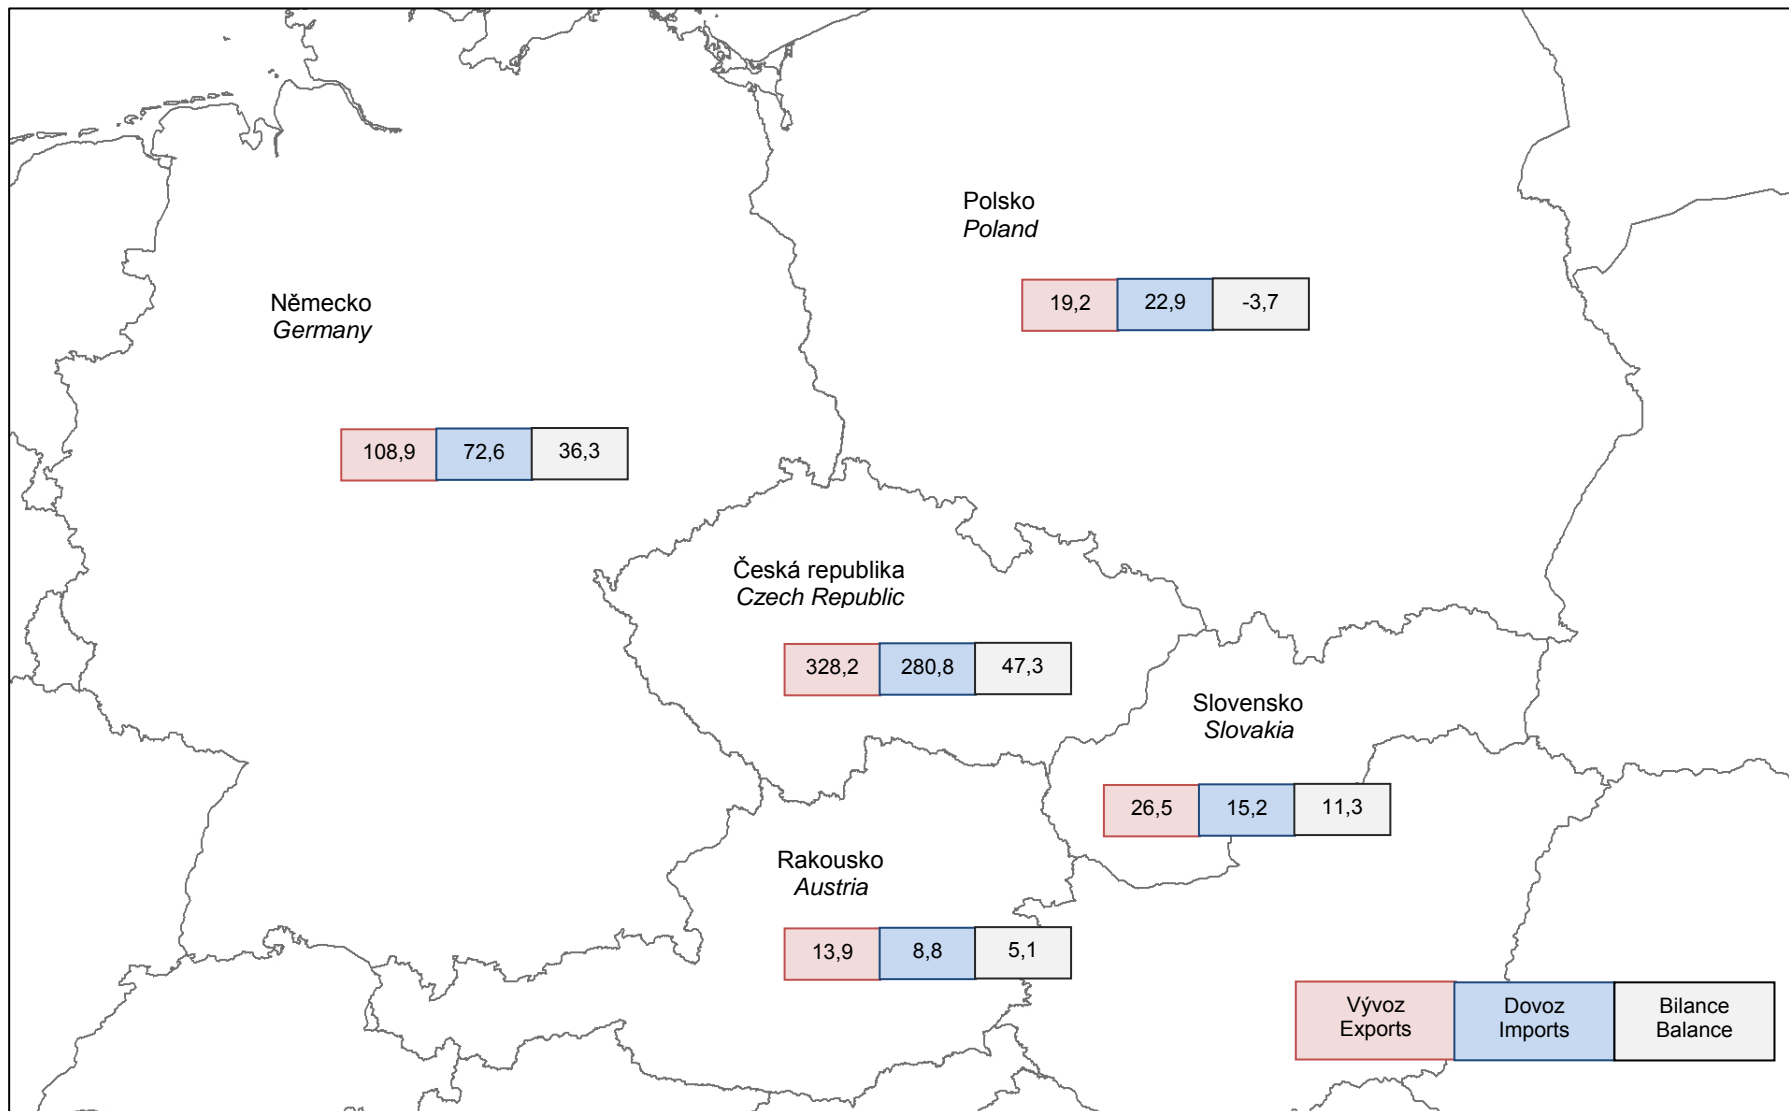 Polsko
Poland
19,2 22,9 -3,7
Německo
Germany
108,9 72,6 36,3
Česká republika
Czech Republic
328,2 280,8 47,3
Slovensko
Slovakia
26,5 15,2 11,3
Rakousko
Austria
13,9 8,8 5,1
Vývoz Dovoz Bilance
Exports Imports Balance